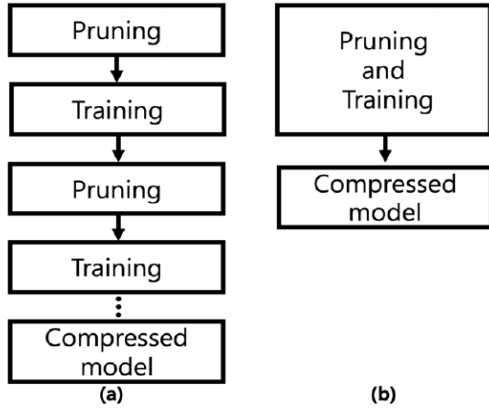 Pruning
Training
Pruning
Training
Compressed
model
(a)
Pruning
and
Training
Compressed
model
(b)